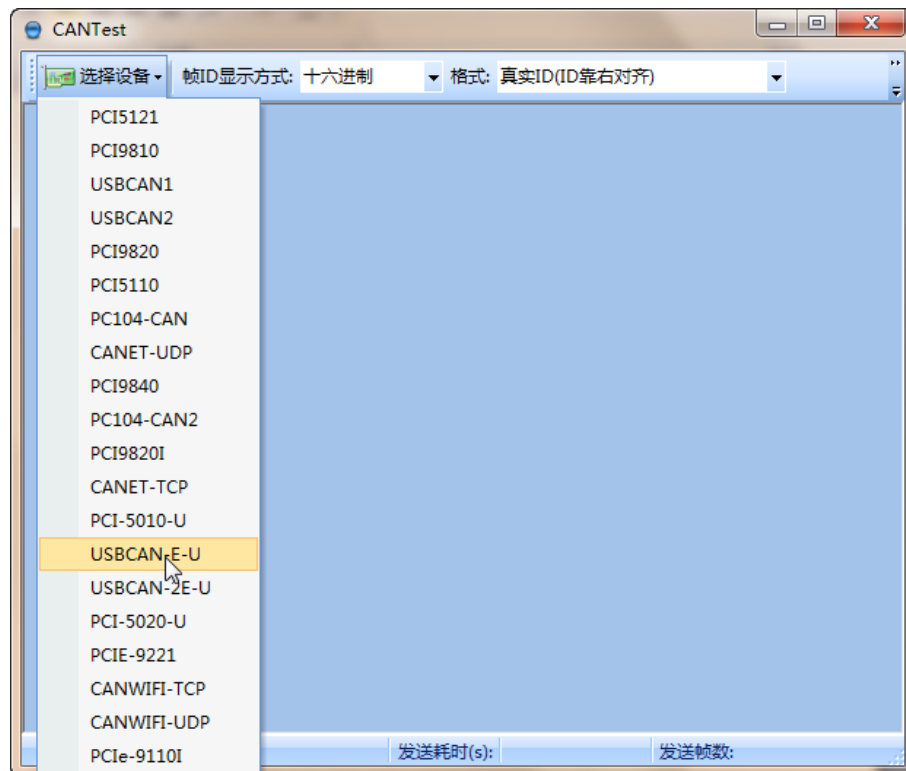 CANTest
选择设备 帧ID显示方式: 十六进制 格式: 真实ID(ID靠右对齐)
PCI5121
PCI9810
USBCAN1
USBCAN2
PCI9820
PCI5110
PC104-CAN
CANET-UDP
PCI9840
PC104-CAN2
PCI9820I
CANET-TCP
PCI-5010-U
USBCAN-E-U
USBCAN-2E-U
PCI-5020-U
PCIE-9221
CANWIFI-TCP
CANWIFI-UDP
PCIe-9110I
发送耗时(s): 发送帧数: